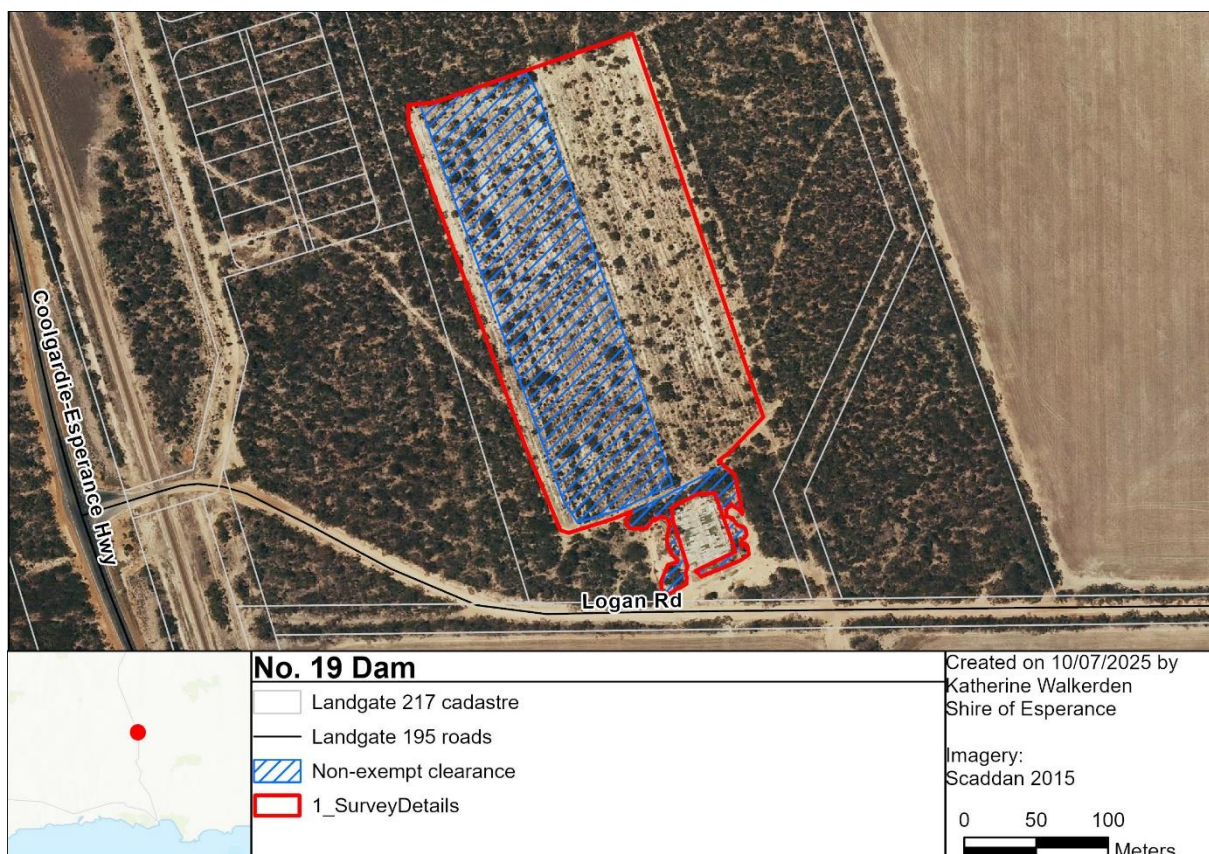 Coolgardie-Esperance Hwy
Logan Rd
No. 19 Dam
Landgate 217 cadastre
Landgate 195 roads
Non-exempt clearance
1_SurveyDetails
Created on 10/07/2025 by
Katherine Walkerden
Shire of Esperance
Imagery:
Scaddan 2015
0 50 100
Meters